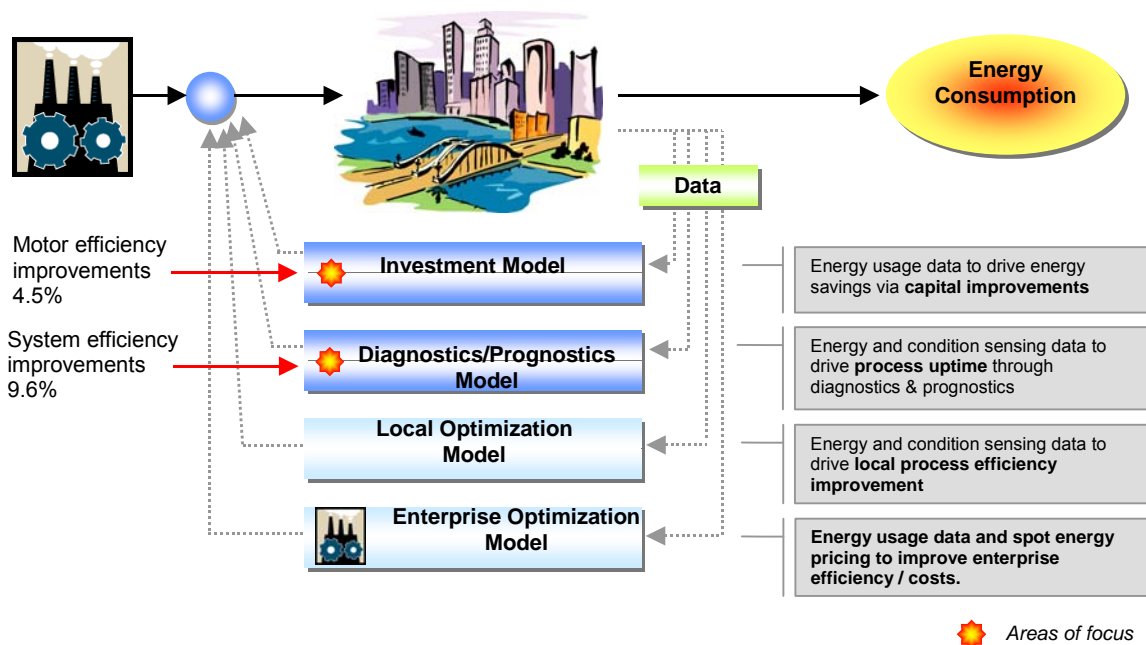 Energy
Consumption
Data
Motor efficiency
improvements
4.5%
Investment Model
Energy usage data to drive energy
savings via capital improvements
System efficiency
improvements
9.6%
Diagnostics/Prognostics
Model
Energy and condition sensing data to
drive process uptime through
diagnostics & prognostics
Local Optimization
Model
Energy and condition sensing data to
drive local process efficiency
improvement
Enterprise Optimization
Model
Energy usage data and spot energy
pricing to improve enterprise
efficiency / costs.
Areas of focus